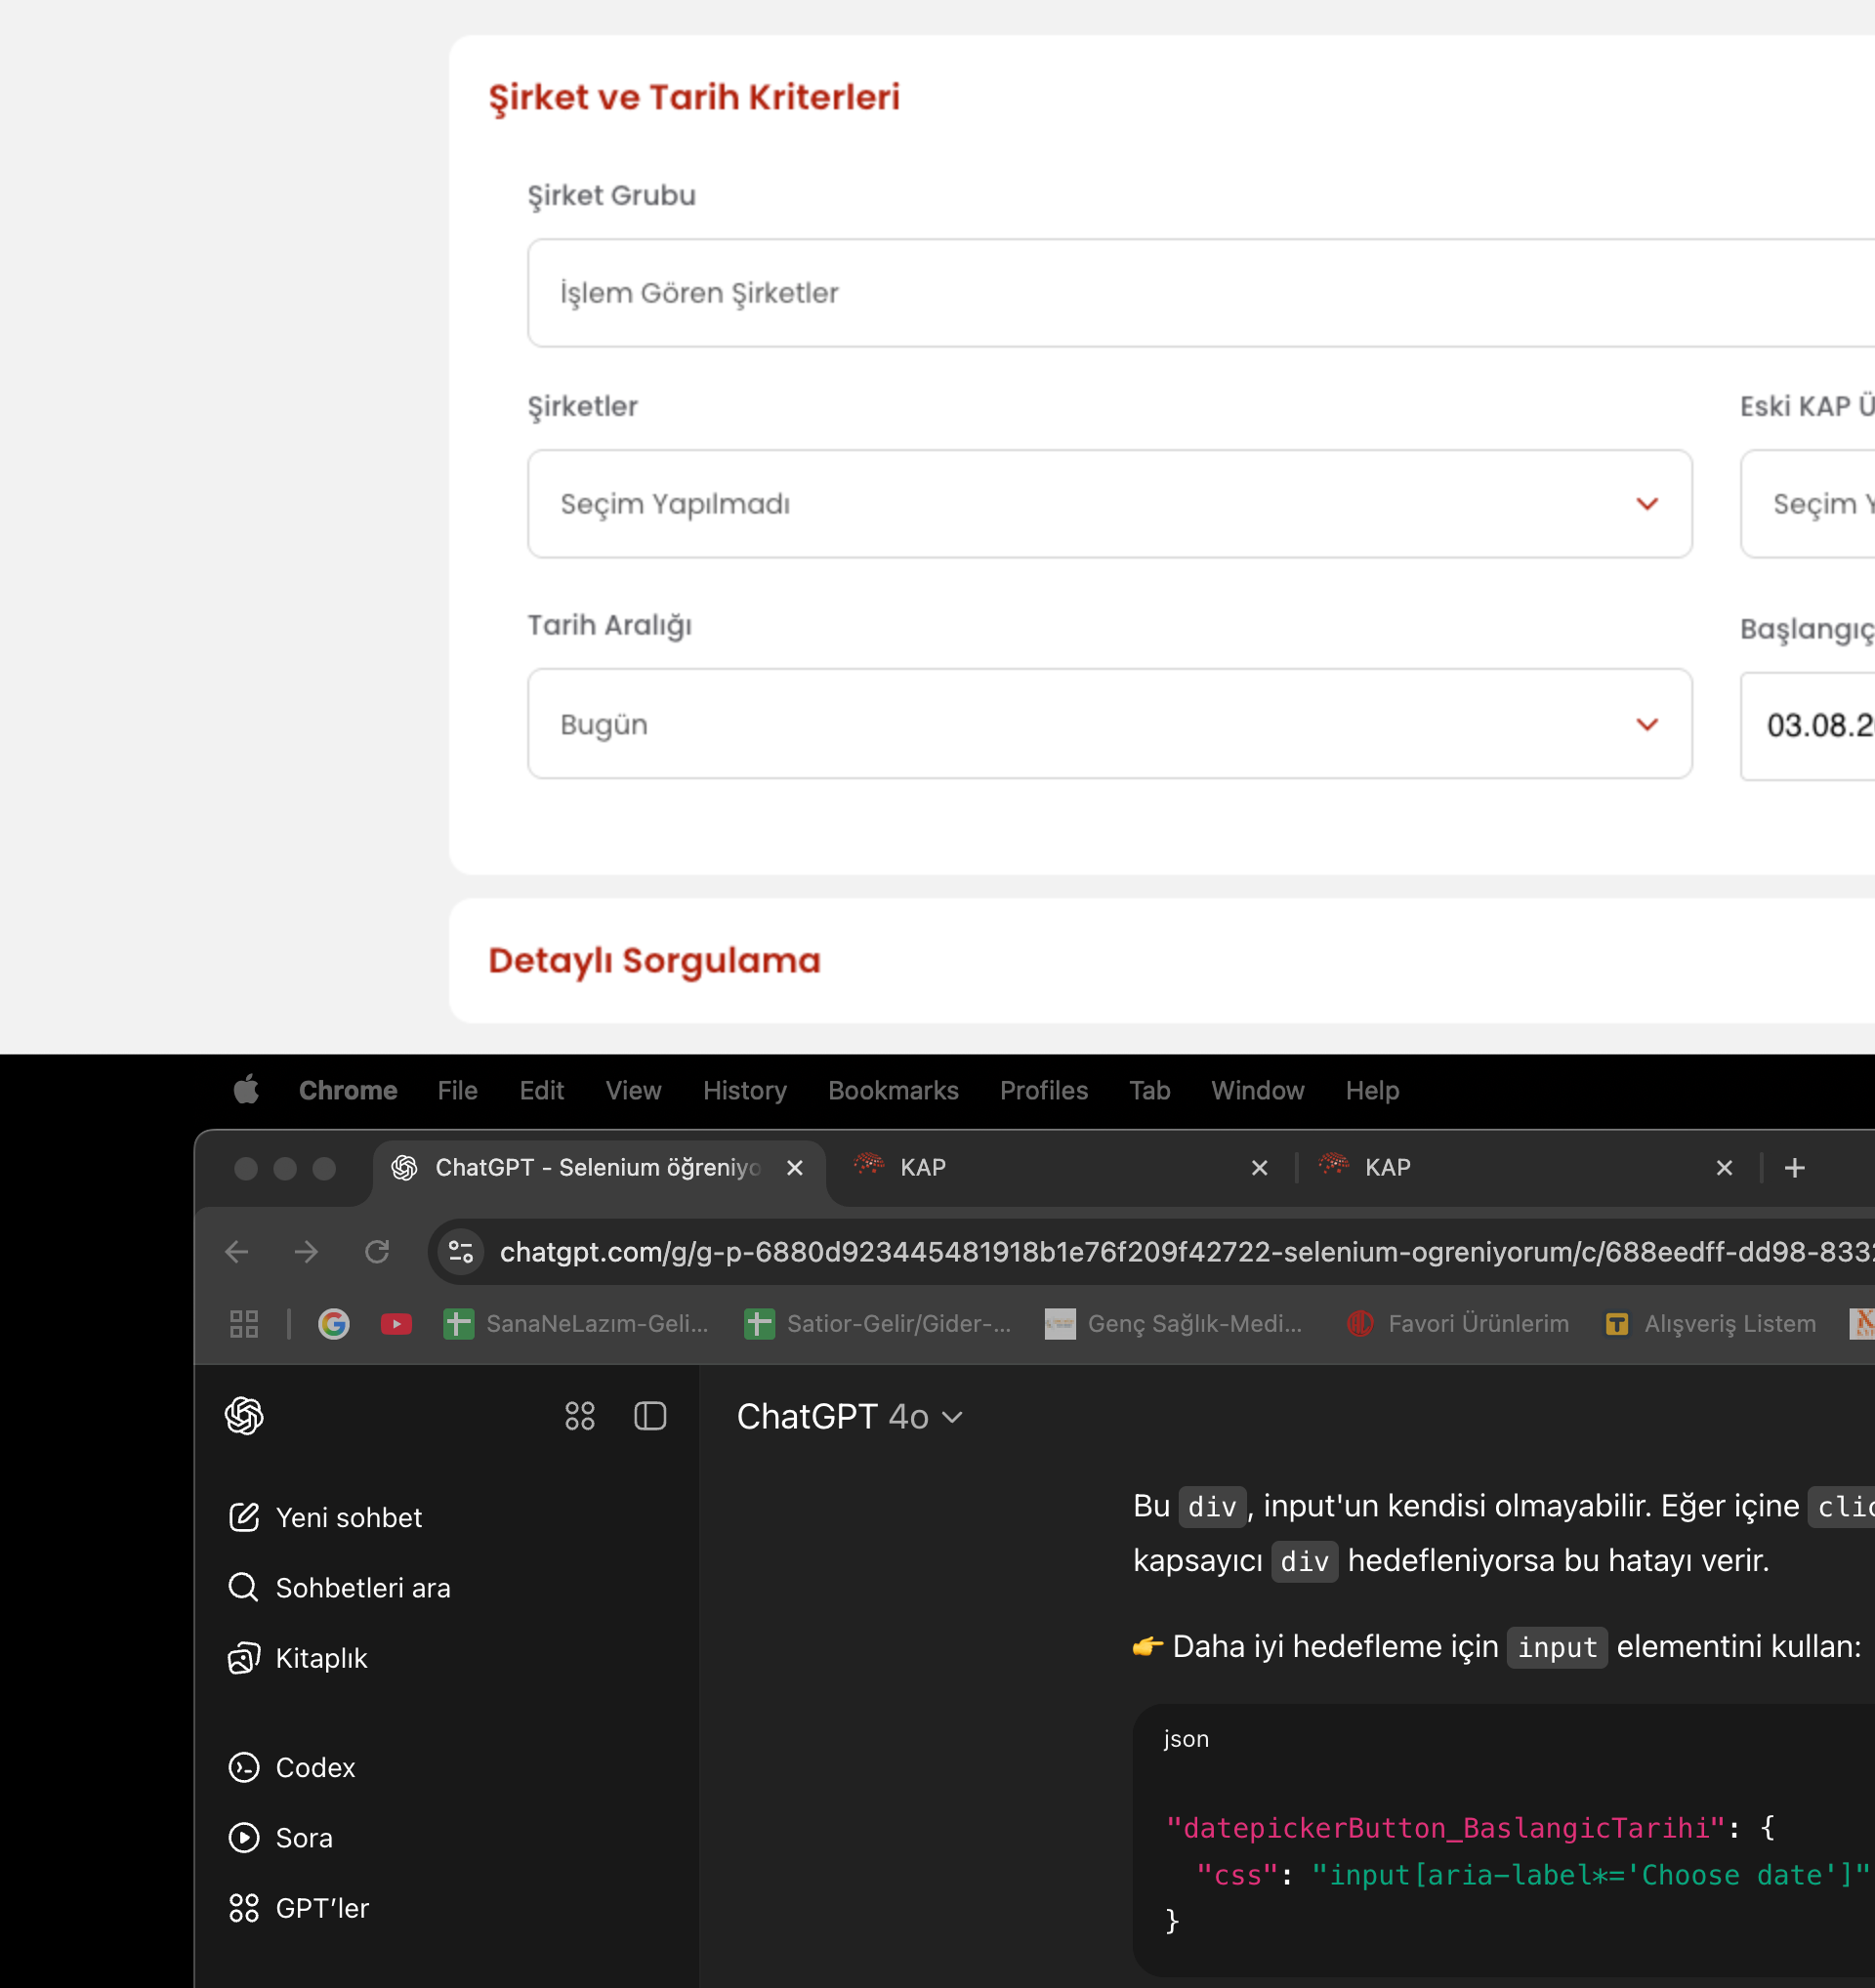 Şirket ve Tarih Kriterleri
Şirket Grubu
İşlem Gören Şirketler
Şirketler
Eski KAP Ü
Seçim Yapılmadı
Seçim Y
Tarih Aralığı
Başlangıç
Bugün
03.08.2
Detaylı Sorgulama
Chrome File Edit View History Bookmarks Profiles Tab Window Help
ChatGPT - Selenium öğreniyo KAP KAP
chatgpt.com/g/g-p-6880d923445481918b1e76f209f42722-selenium-ogreniyorum/c/688eedff-dd98-833
SanaNeLazım-Geli... Satior-Gelir/Gider-... Genç Sağlık-Medi... Favori Ürünlerim Alışveriş Listem
ChatGPT 4o
Yeni sohbet
Sohbetleri ara
Kitaplık
Codex
Sora
GPT’ler
Bu div, input'un kendisi olmayabilir. Eğer içine clic
kapsayıcı div hedefleniyorsa bu hatayı verir.
👉 Daha iyi hedefleme için input elementini kullan:
json
"datepickerButton_BaslangicTarihi": {
"css": "input[aria-label*='Choose date']"
}